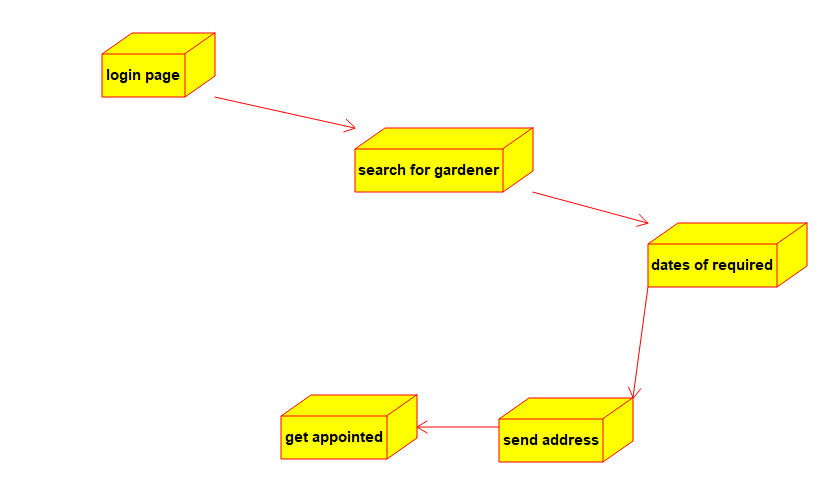 login page
search for gardener
dates of required
send address
get appointed